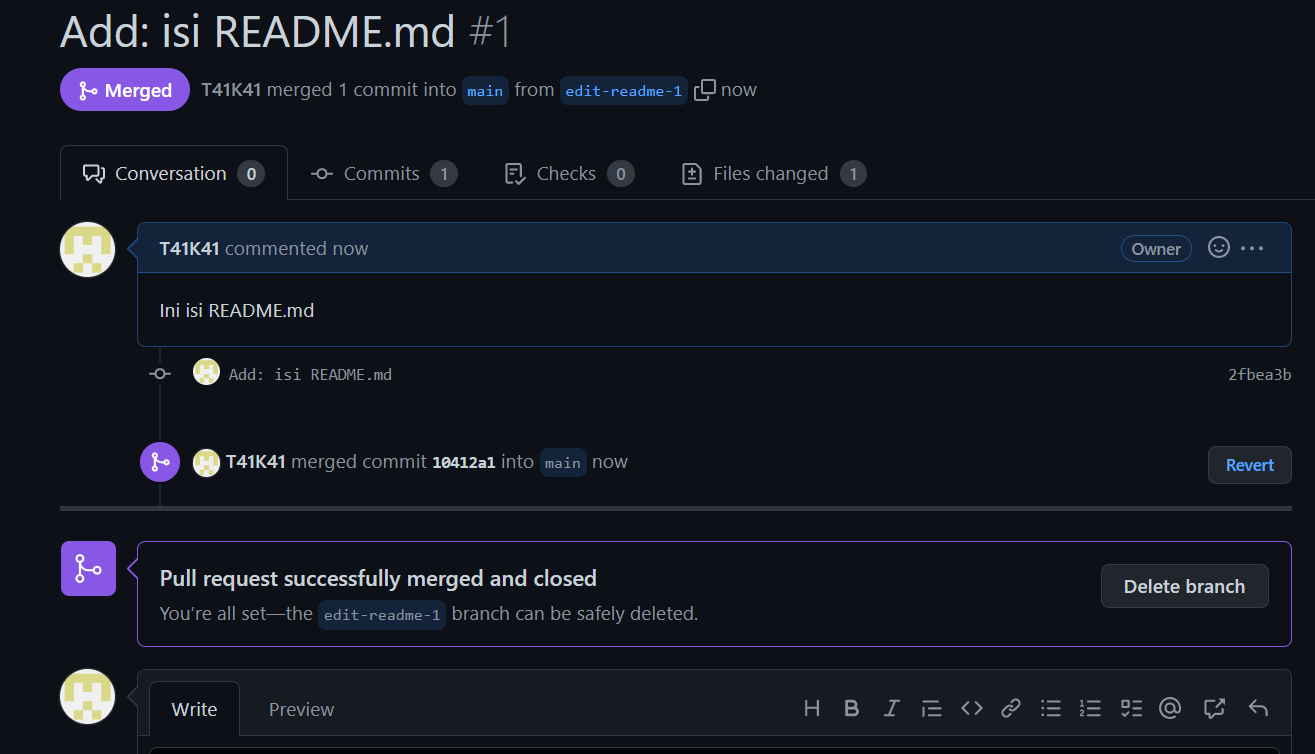 Add: isi README.md #1
Merged T41K41 merged 1 commit into main from edit-readme-1 now
Conversation 0 Commits 1 Checks 0 Files changed 1
T41K41 commented now Owner
Ini isi README.md
Add: isi README.md 2fbea3b
T41K41 merged commit 10412a1 into main now Revert
Pull request successfully merged and closed
You're all set—the edit-readme-1 branch can be safely deleted.
Delete branch
Write Preview